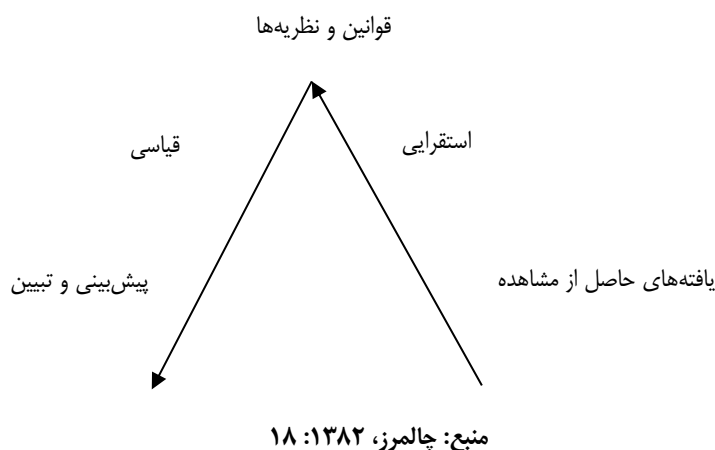 قوانین و نظریه‌ها
استقرایی
قیاسی
یافته‌های حاصل از مشاهده
پیش‌بینی و تبیین
منبع: چالمرز، ۱۳۸۲: ۱۸